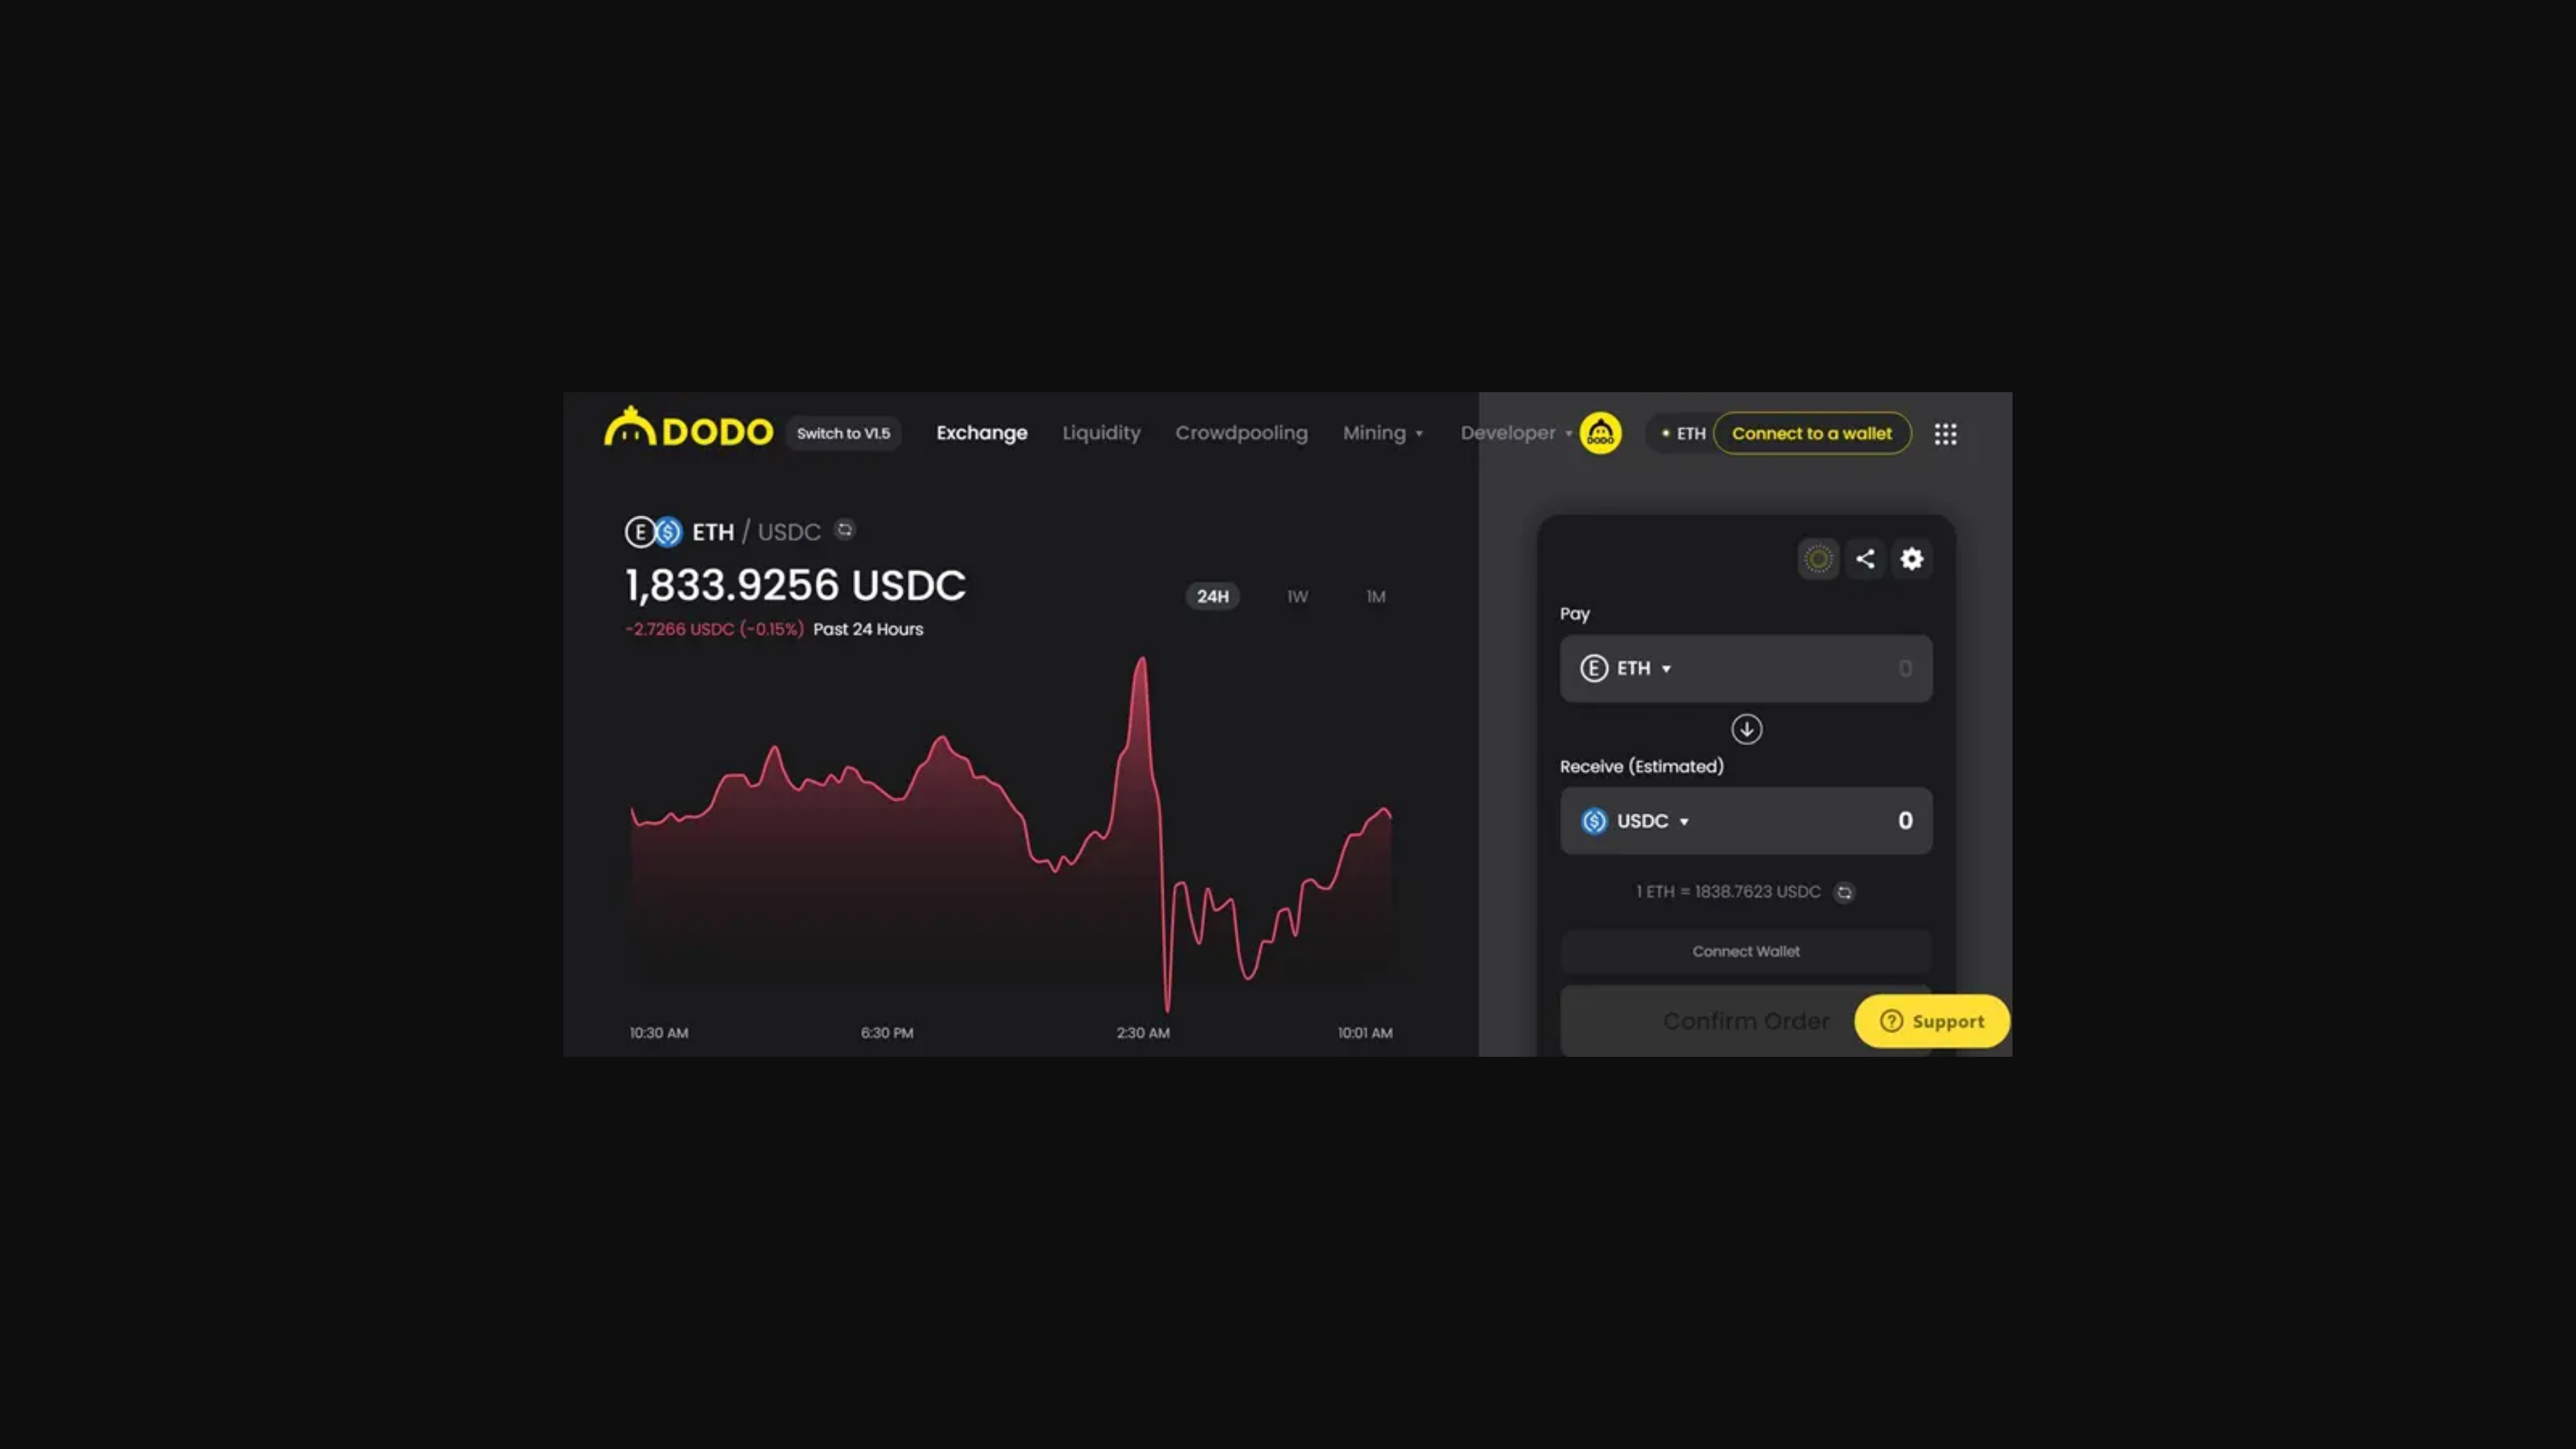 DODO Switch to V1.5 Exchange Liquidity Crowdpooling Mining Developer DODO ETH Connect to a wallet
E ETH / USDC
1,833.9256 USDC
24H 1W 1M
-2.7266 USDC (-0.15%) Past 24 Hours
10:30 AM 6:30 PM 2:30 AM 10:01 AM
Pay
E ETH 0
Receive (Estimated)
USDC 0
1 ETH = 1838.7623 USDC
Connect Wallet
Confirm Order
Support